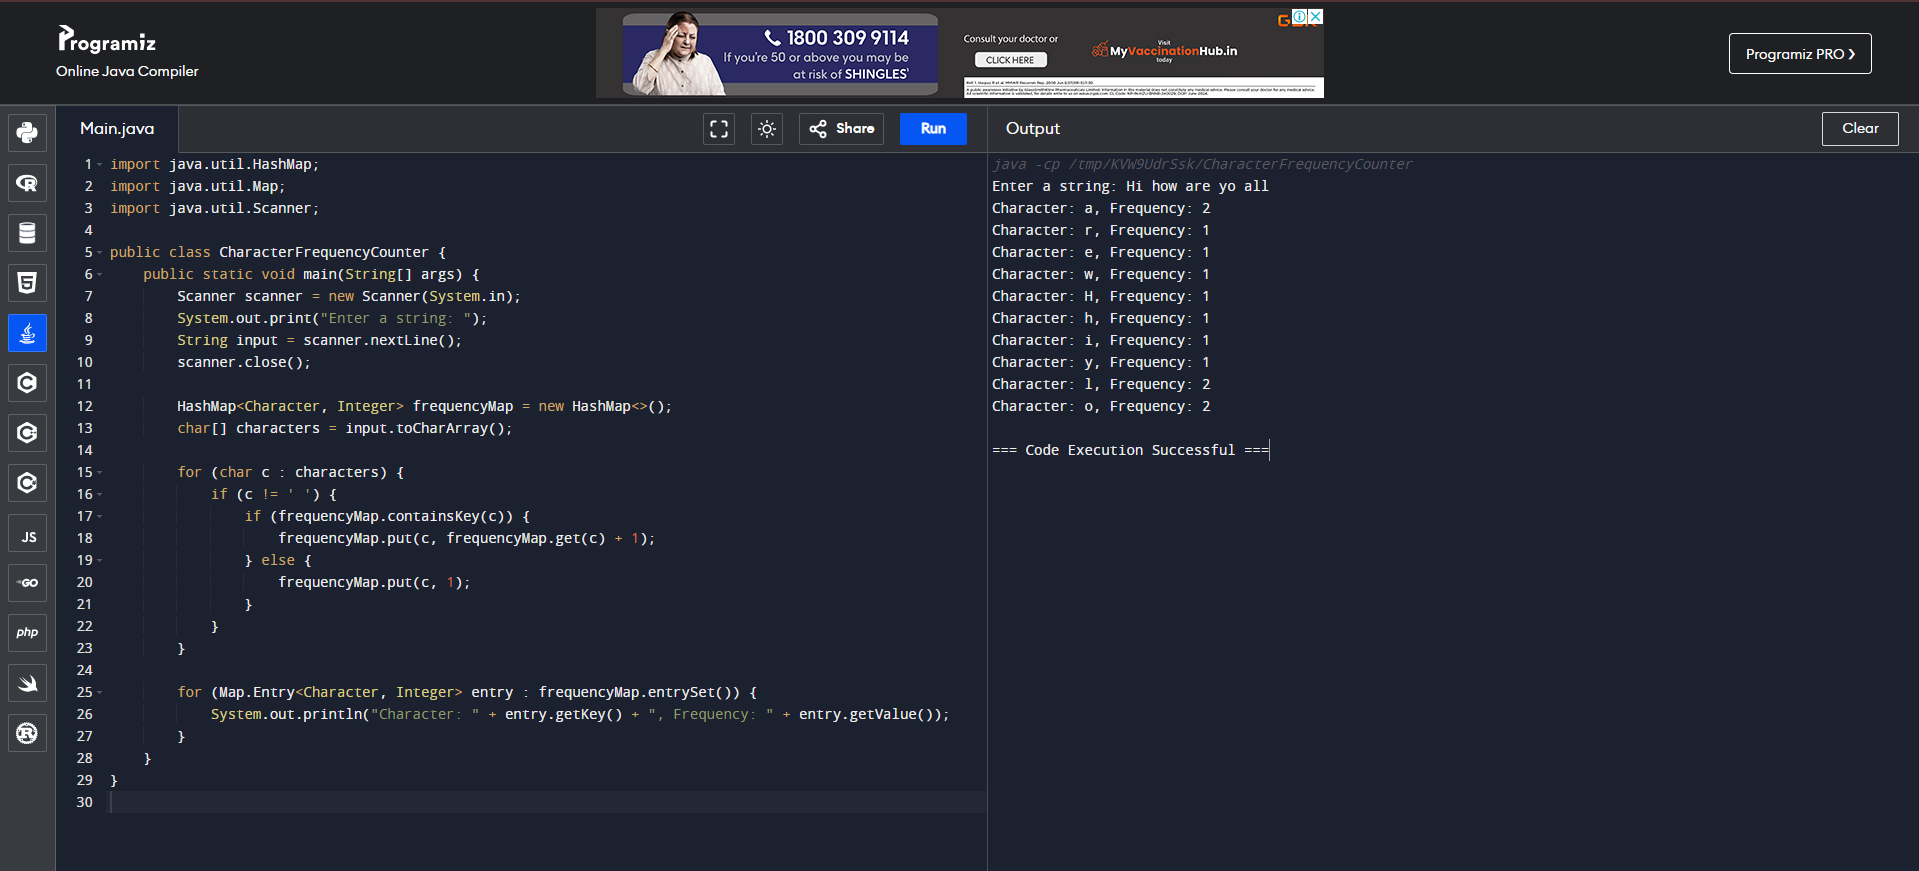 Programiz
Online Java Compiler
1800 309 9114
If you're 50 or above you may be
at risk of SHINGLES'
Consult your doctor or
CLICK HERE
Visit
MyVaccinationHub.in
today
Programiz PRO ❯
Main.java
Share
Run
Output
Clear
1 import java.util.HashMap;
2 import java.util.Map;
3 import java.util.Scanner;
4
5 public class CharacterFrequencyCounter {
6     public static void main(String[] args) {
7         Scanner scanner = new Scanner(System.in);
8         System.out.print("Enter a string: ");
9         String input = scanner.nextLine();
10         scanner.close();
11
12         HashMap<Character, Integer> frequencyMap = new HashMap<>();
13         char[] characters = input.toCharArray();
14
15         for (char c : characters) {
16             if (c != ' ') {
17                 if (frequencyMap.containsKey(c)) {
18                     frequencyMap.put(c, frequencyMap.get(c) + 1);
19                 } else {
20                     frequencyMap.put(c, 1);
21                 }
22             }
23         }
24
25         for (Map.Entry<Character, Integer> entry : frequencyMap.entrySet()) {
26             System.out.println("Character: " + entry.getKey() + ", Frequency: " + entry.getValue());
27         }
28     }
29 }
30
java -cp /tmp/KVW9UdrSsk/CharacterFrequencyCounter
Enter a string: Hi how are yo all
Character: a, Frequency: 2
Character: r, Frequency: 1
Character: e, Frequency: 1
Character: w, Frequency: 1
Character: H, Frequency: 1
Character: h, Frequency: 1
Character: i, Frequency: 1
Character: y, Frequency: 1
Character: l, Frequency: 2
Character: o, Frequency: 2
=== Code Execution Successful ===
JS
GO
php